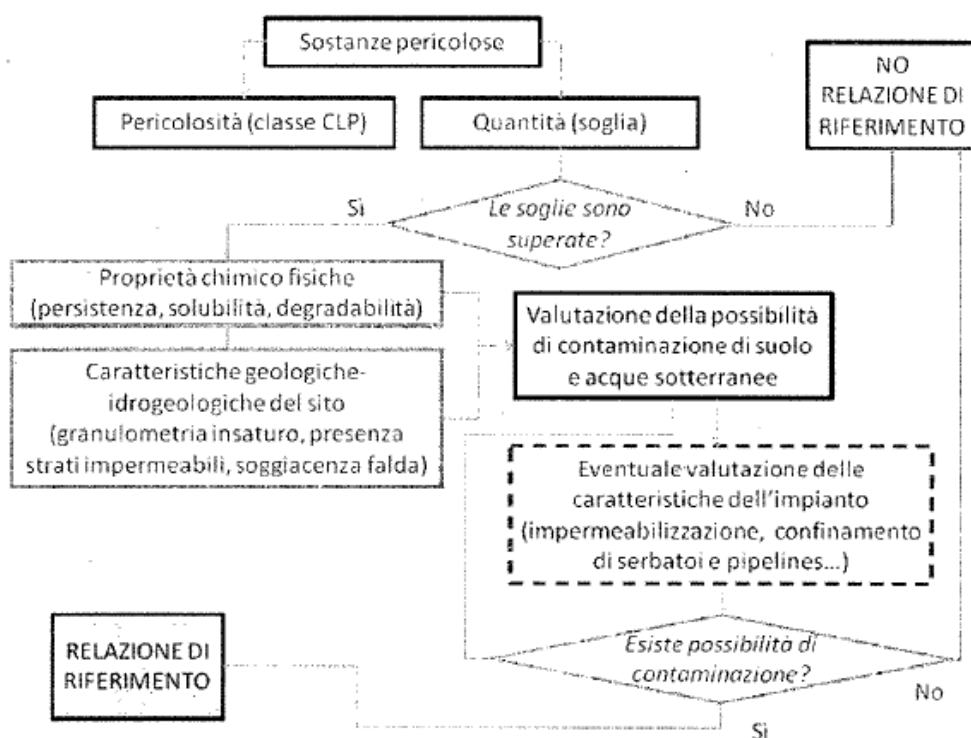 Sostanze pericolose
NO
RELAZIONE DI
RIFERIMENTO
Pericolosità (classe CLP)
Quantità (soglia)
Sì
Le soglie sono
superate?
No
Proprietà chimico fisiche
(persistenza, solubilità, degradabilità)
Valutazione della possibilità
di contaminazione di suolo
e acque sotterranee
Caratteristiche geologiche-
idrogeologiche del sito
(granulometria insaturo, presenza
strati impermeabili, soggiacenza falda)
Eventuale valutazione delle
caratteristiche dell'impianto
(impermeabilizzazione, confinamento
di serbatoi e pipelines...)
RELAZIONE DI
RIFERIMENTO
Esiste possibilità di
contaminazione?
No
Sì